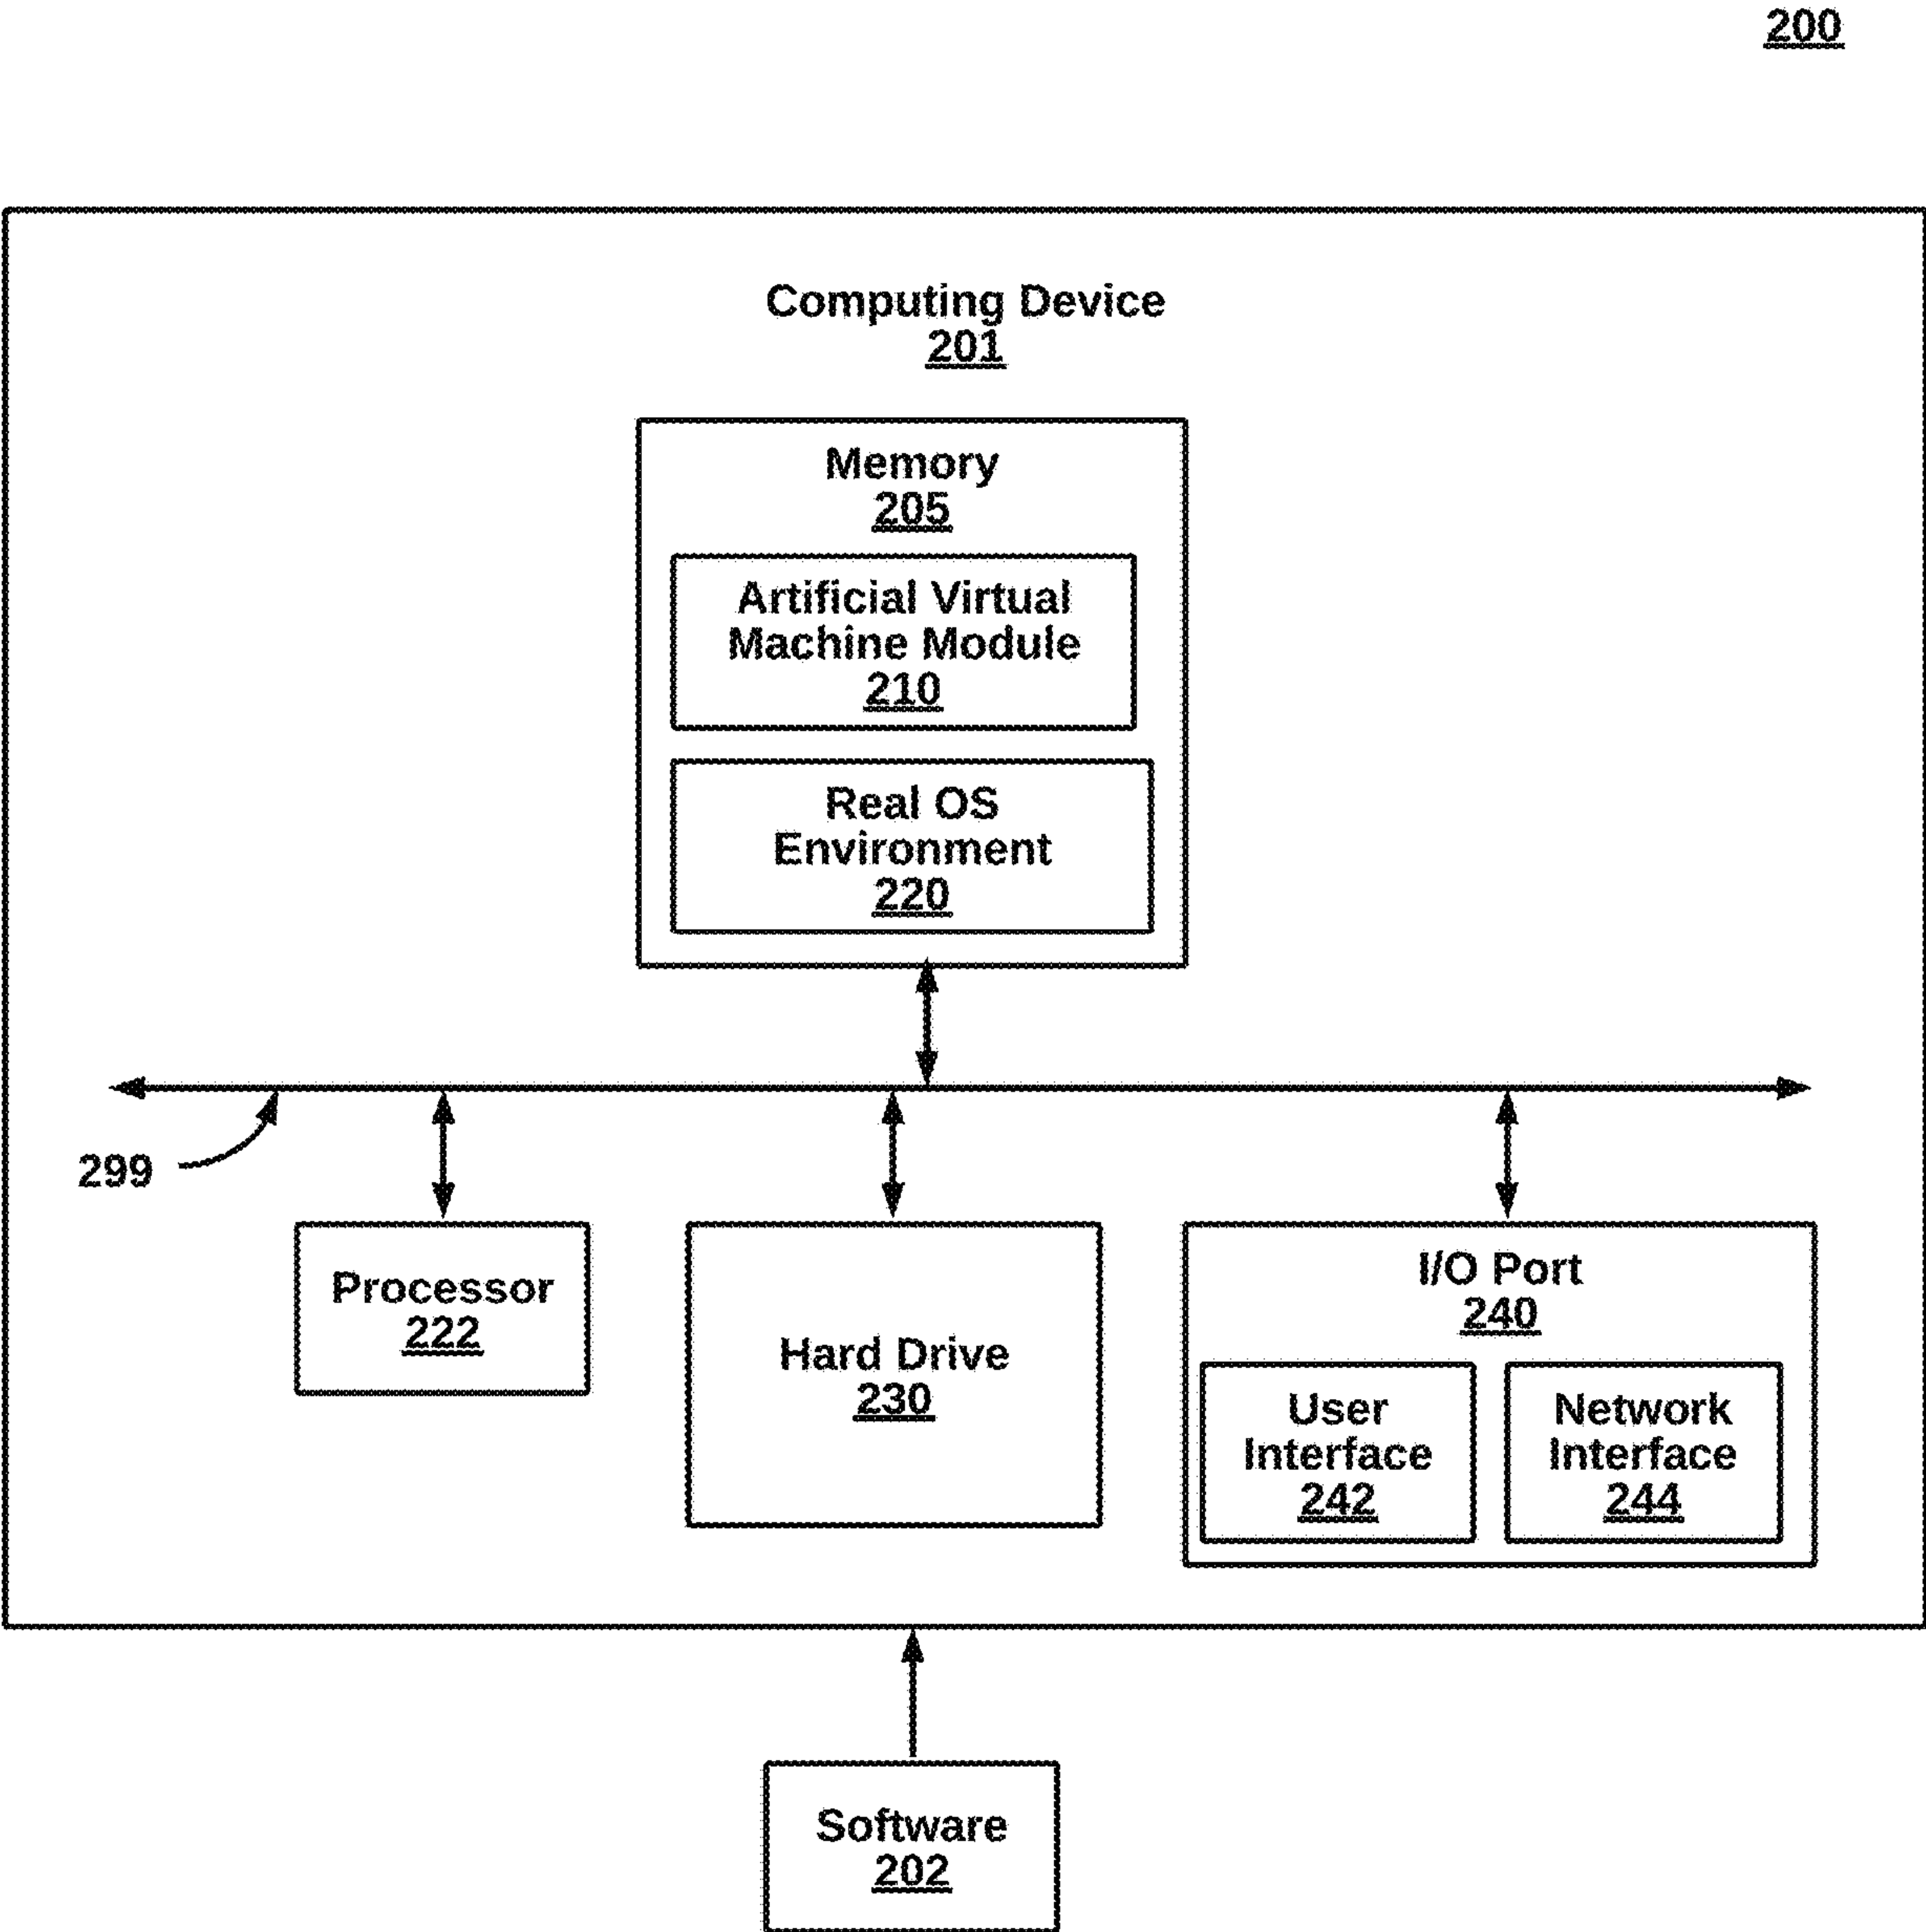 200
Computing Device
201
Memory
205
Artificial Virtual
Machine Module
210
Real OS
Environment
220
299
Processor
222
Hard Drive
230
I/O Port
240
User
Interface
242
Network
Interface
244
Software
202